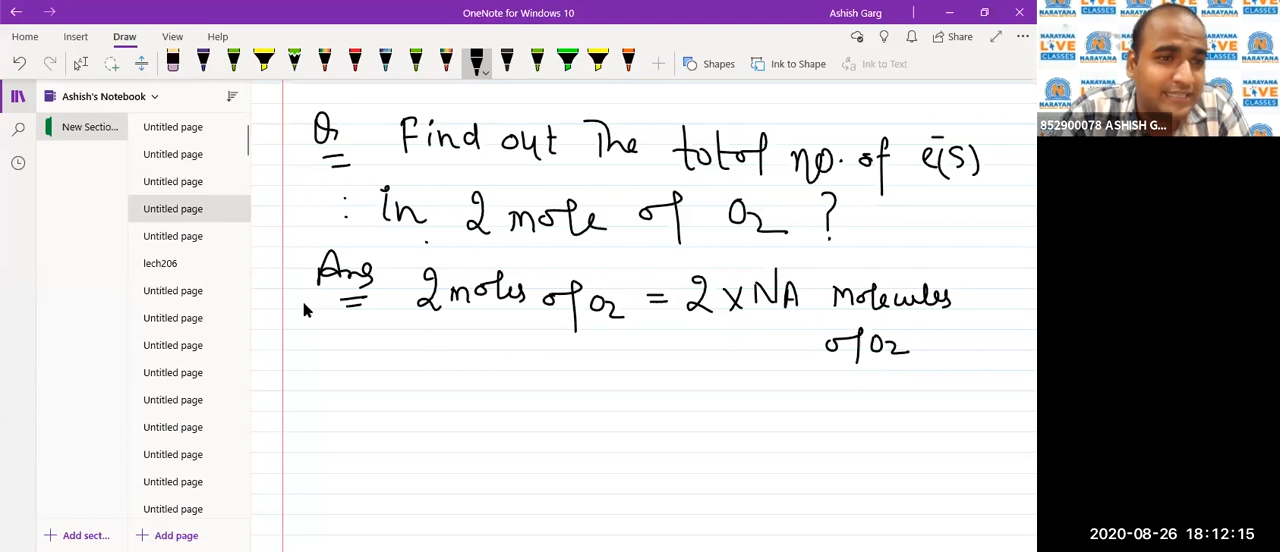 OneNote for Windows 10
Ashish Garg
Home Insert Draw View Help
Share
Shapes
Ink to Shape
Ink to Text
Ashish's Notebook
New Sectio...
Untitled page
Untitled page
Untitled page
Untitled page
Untitled page
lech206
Untitled page
Untitled page
Untitled page
Untitled page
Untitled page
Untitled page
Untitled page
Untitled page
Untitled page
Add sect...
Add page
Find out The total no. of e̅(s)
: in 2 mole of O2 ?
Ans
2 moles of O2 = 2 x NA molecules
of O2
NARAYANA
LIVE
CLASSES
852900078 ASHISH G...
2020-08-26 18:12:15